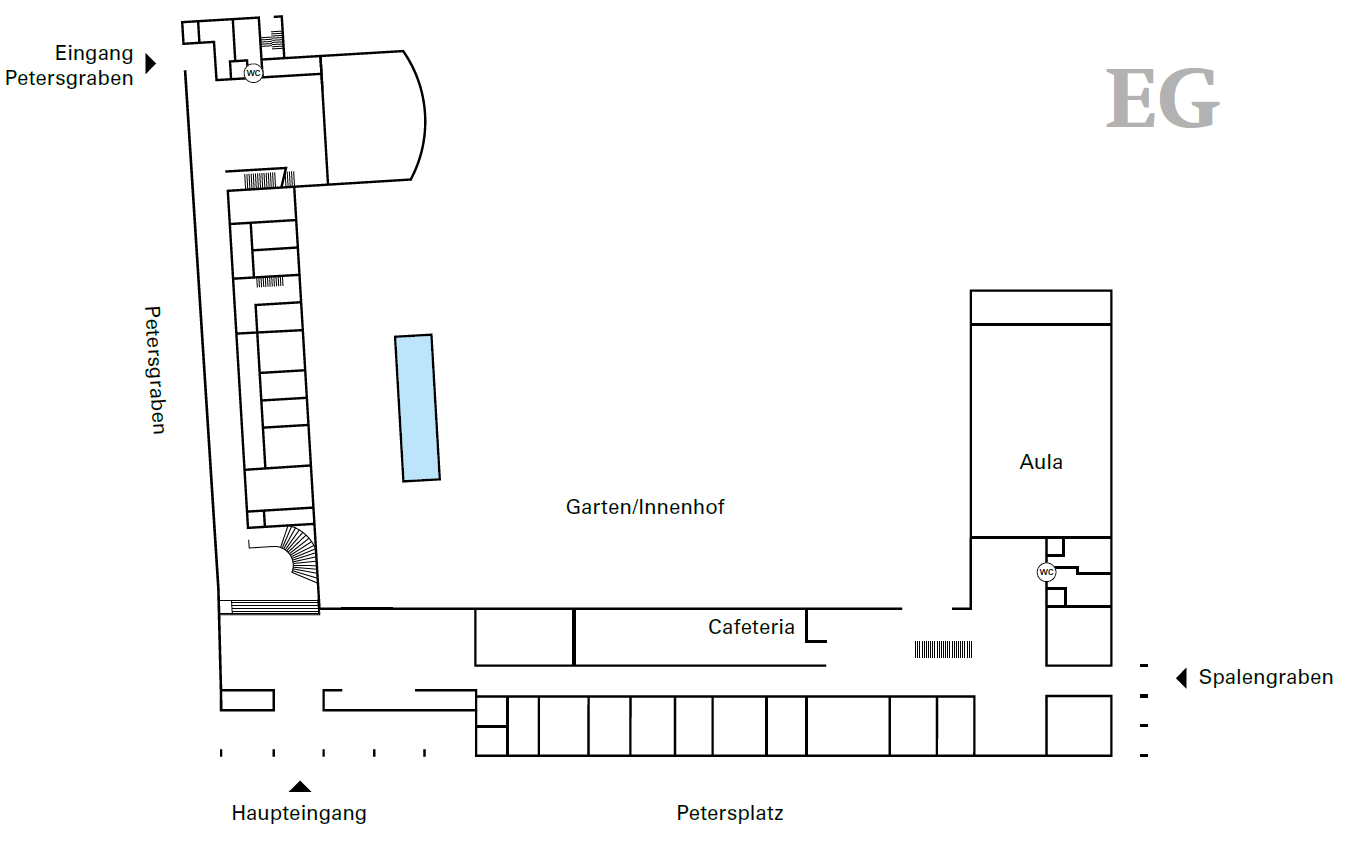 Eingang
Petersgraben
EG
WC
Petersgraben
Aula
Garten/Innenhof
WC
Cafeteria
Spalengraben
Haupteingang
Petersplatz